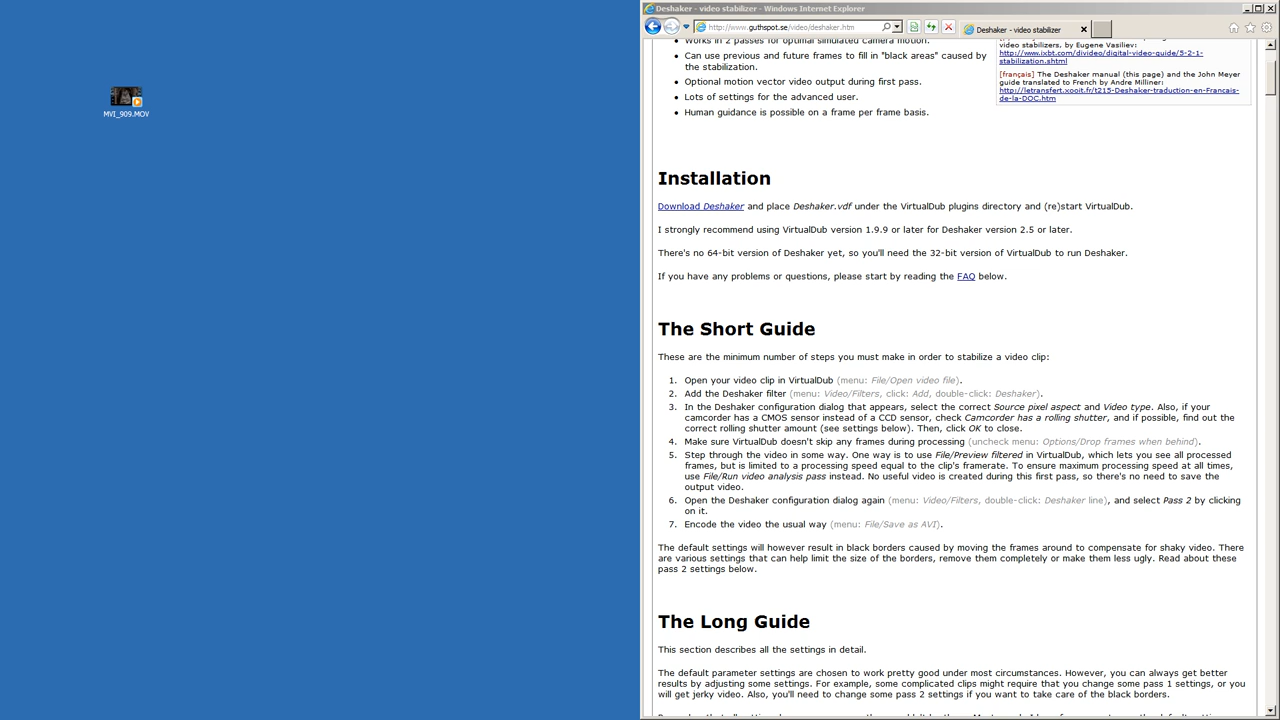 Deshaker - video stabilizer - Windows Internet Explorer
http://www.guthspot.se/video/deshaker.htm
Deshaker - video stabilizer
MVI_909.MOV
Works in 2 passes for optimal simulated camera motion.
Can use previous and future frames to fill in "black areas" caused by
the stabilization.
Optional motion vector video output during first pass.
Lots of settings for the advanced user.
Human guidance is possible on a frame per frame basis.
video stabilizers, by Eugene Vasiliev:
http://www.ixbt.com/divideo/digital-video-guide/5-2-1-
stabilization.shtml
[français] The Deshaker manual (this page) and the John Meyer
guide translated to French by Andre Milliner:
http://letransfert.xooit.fr/t215-Deshaker-traduction-en-Francais-
de-la-DOC.htm
Installation
Download Deshaker and place Deshaker.vdf under the VirtualDub plugins directory and (re)start VirtualDub.
I strongly recommend using VirtualDub version 1.9.9 or later for Deshaker version 2.5 or later.
There's no 64-bit version of Deshaker yet, so you'll need the 32-bit version of VirtualDub to run Deshaker.
If you have any problems or questions, please start by reading the FAQ below.
The Short Guide
These are the minimum number of steps you must make in order to stabilize a video clip:
1. Open your video clip in VirtualDub (menu: File/Open video file).
2. Add the Deshaker filter (menu: Video/Filters, click: Add, double-click: Deshaker).
3. In the Deshaker configuration dialog that appears, select the correct Source pixel aspect and Video type. Also, if your
camcorder has a CMOS sensor instead of a CCD sensor, check Camcorder has a rolling shutter, and if possible, find out the
correct rolling shutter amount (see settings below). Then, click OK to close.
4. Make sure VirtualDub doesn't skip any frames during processing (uncheck menu: Options/Drop frames when behind).
5. Step through the video in some way. One way is to use File/Preview filtered in VirtualDub, which lets you see all processed
frames, but is limited to a processing speed equal to the clip's framerate. To ensure maximum processing speed at all times,
use File/Run video analysis pass instead. No useful video is created during this first pass, so there's no need to save the
output video.
6. Open the Deshaker configuration dialog again (menu: Video/Filters, double-click: Deshaker line), and select Pass 2 by clicking
on it.
7. Encode the video the usual way (menu: File/Save as AVI).
The default settings will however result in black borders caused by moving the frames around to compensate for shaky video. There
are various settings that can help limit the size of the borders, remove them completely or make them less ugly. Read about these
pass 2 settings below.
The Long Guide
This section describes all the settings in detail.
The default parameter settings are chosen to work pretty good under most circumstances. However, you can always get better
results by adjusting some settings. For example, some complicated clips might require that you change some pass 1 settings, or you
will get jerky video. Also, you'll need to change some pass 2 settings if you want to take care of the black borders.